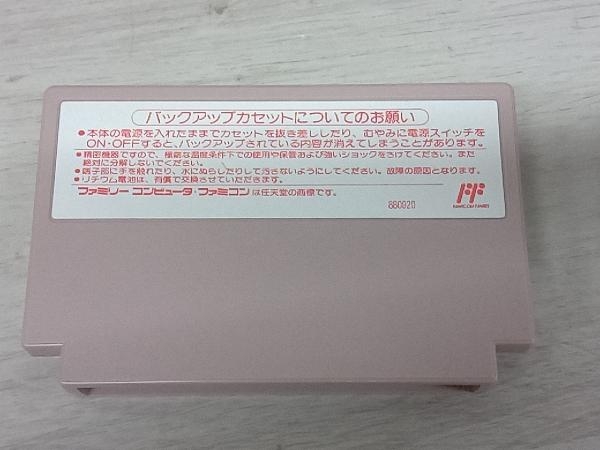 バックアップカセットについてのお願い
●本体の電源を入れたままでカセットを抜き差ししたり、むやみに電源スイッチを
ON・OFFすると、バックアップされている内容が消えてしまうことがあります。
●精密機器ですので、極端な温度条件下での使用や保管および強いショックをさけてください。また
絶対に分解しないでください。
●端子部に手を触れたり、水にぬらしたりして汚さないようにしてください。故障の原因となります。
●リチウム電池は、有償で交換させていただきます。
ファミリーコンピュータ・ファミコンは任天堂の商標です。
880920